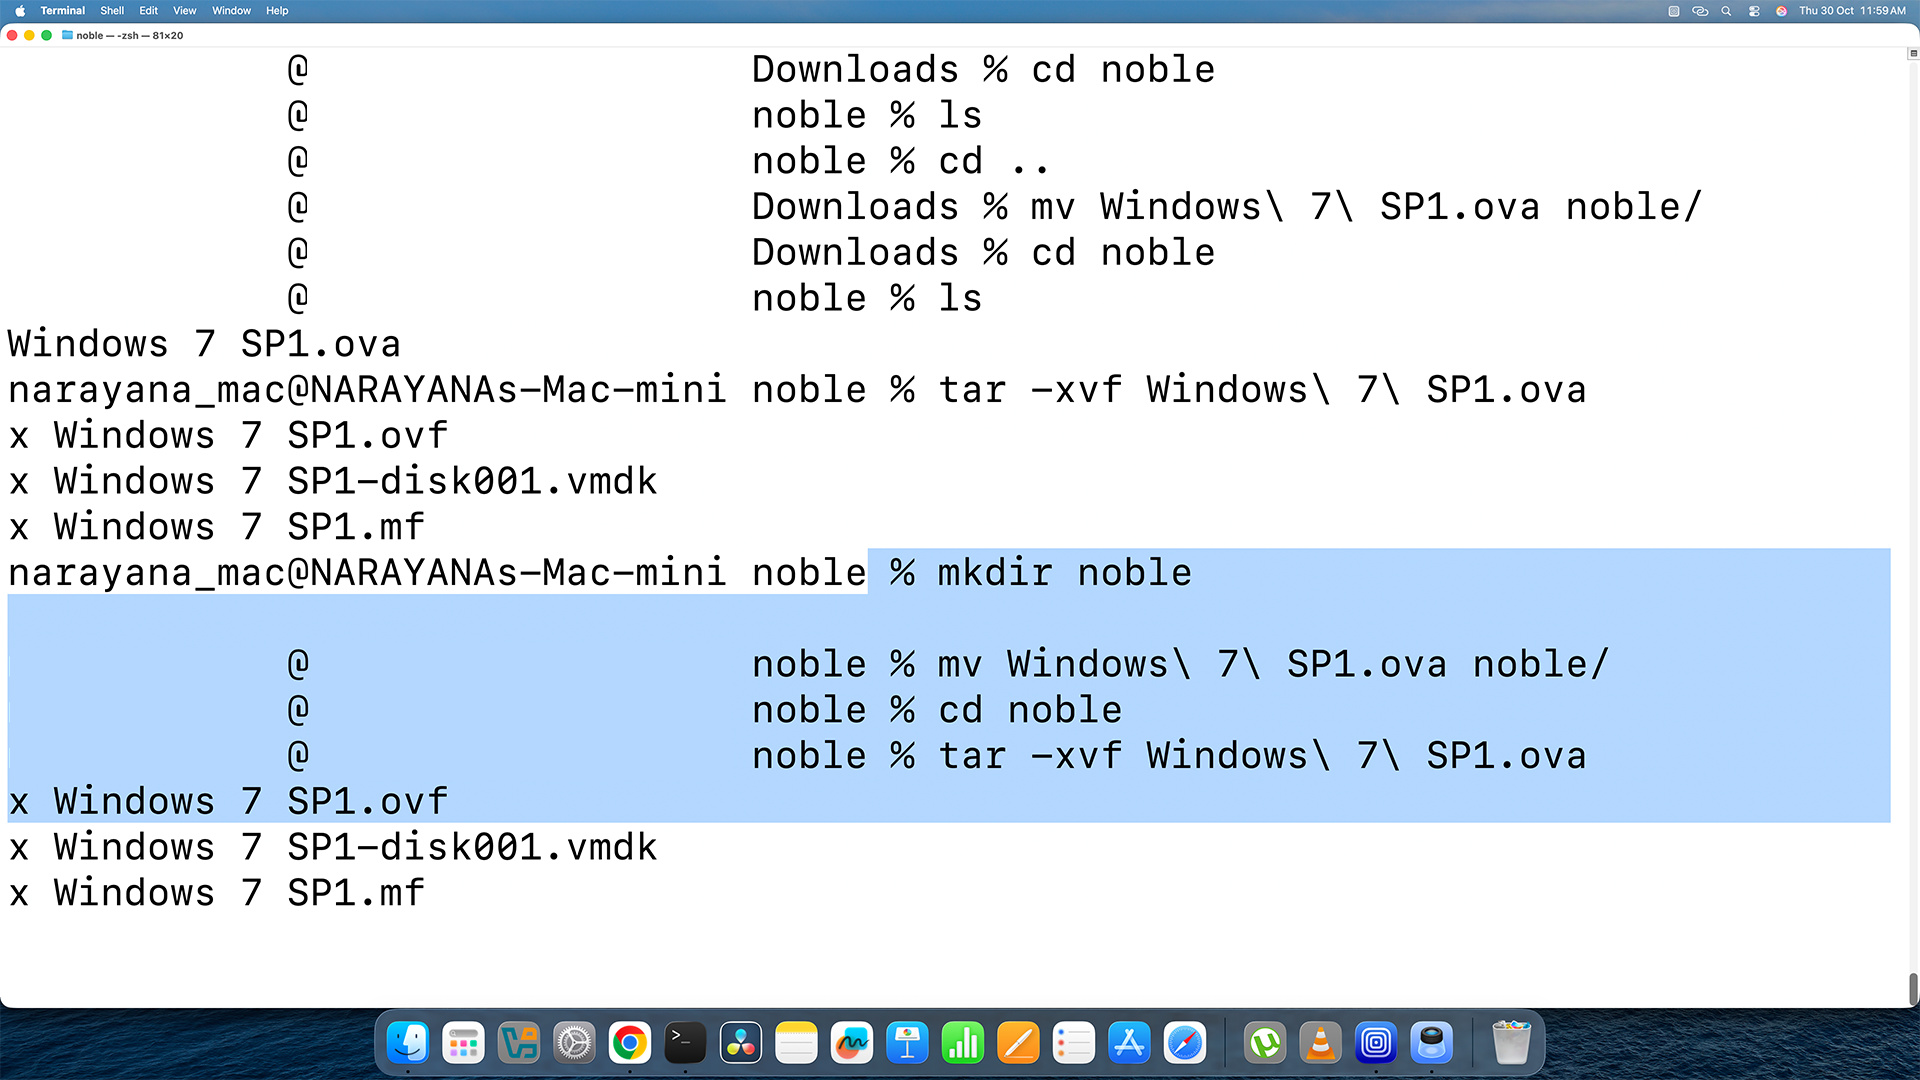 Terminal Shell Edit View Window Help Thu 30 Oct 11:59 AM
noble — -zsh — 81×20
@ Downloads % cd noble
@ noble % ls
@ noble % cd ..
@ Downloads % mv Windows\ 7\ SP1.ova noble/
@ Downloads % cd noble
@ noble % ls
Windows 7 SP1.ova
narayana_mac@NARAYANAs-Mac-mini noble % tar -xvf Windows\ 7\ SP1.ova
x Windows 7 SP1.ovf
x Windows 7 SP1-disk001.vmdk
x Windows 7 SP1.mf
narayana_mac@NARAYANAs-Mac-mini noble % mkdir noble
@ noble % mv Windows\ 7\ SP1.ova noble/
@ noble % cd noble
@ noble % tar -xvf Windows\ 7\ SP1.ova
x Windows 7 SP1.ovf
x Windows 7 SP1-disk001.vmdk
x Windows 7 SP1.mf